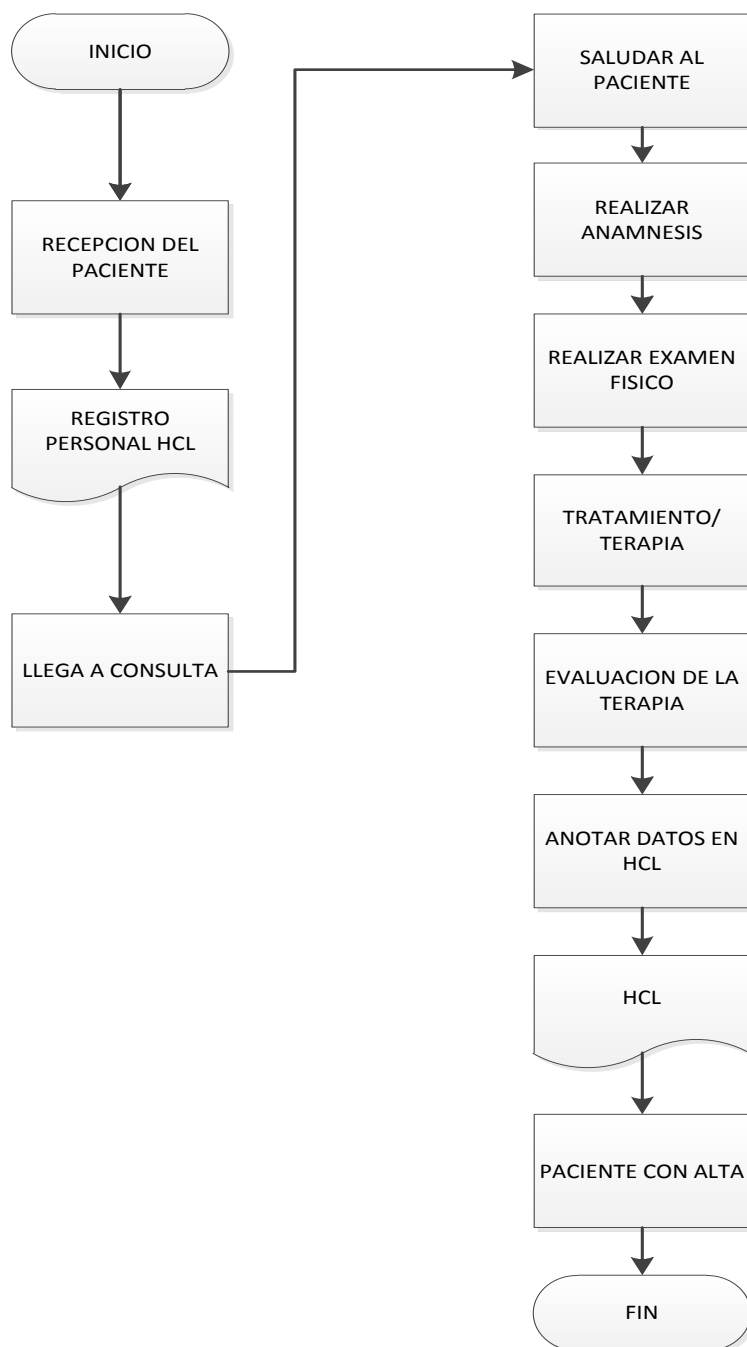 INICIO
RECEPCION DEL
PACIENTE
REGISTRO
PERSONAL HCL
LLEGA A CONSULTA
SALUDAR AL
PACIENTE
REALIZAR
ANAMNESIS
REALIZAR EXAMEN
FISICO
TRATAMIENTO/
TERAPIA
EVALUACION DE LA
TERAPIA
ANOTAR DATOS EN
HCL
HCL
PACIENTE CON ALTA
FIN